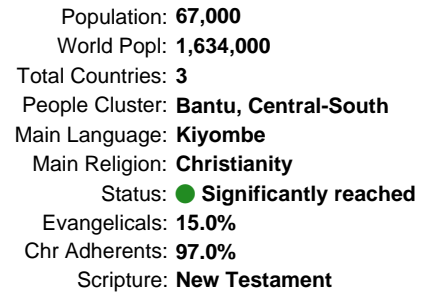 Population: 67,000
World Popl: 1,634,000
Total Countries: 3
People Cluster: Bantu, Central-South
Main Language: Kiyombe
Main Religion: Christianity
Status: Significantly reached
Evangelicals: 15.0%
Chr Adherents: 97.0%
Scripture: New Testament